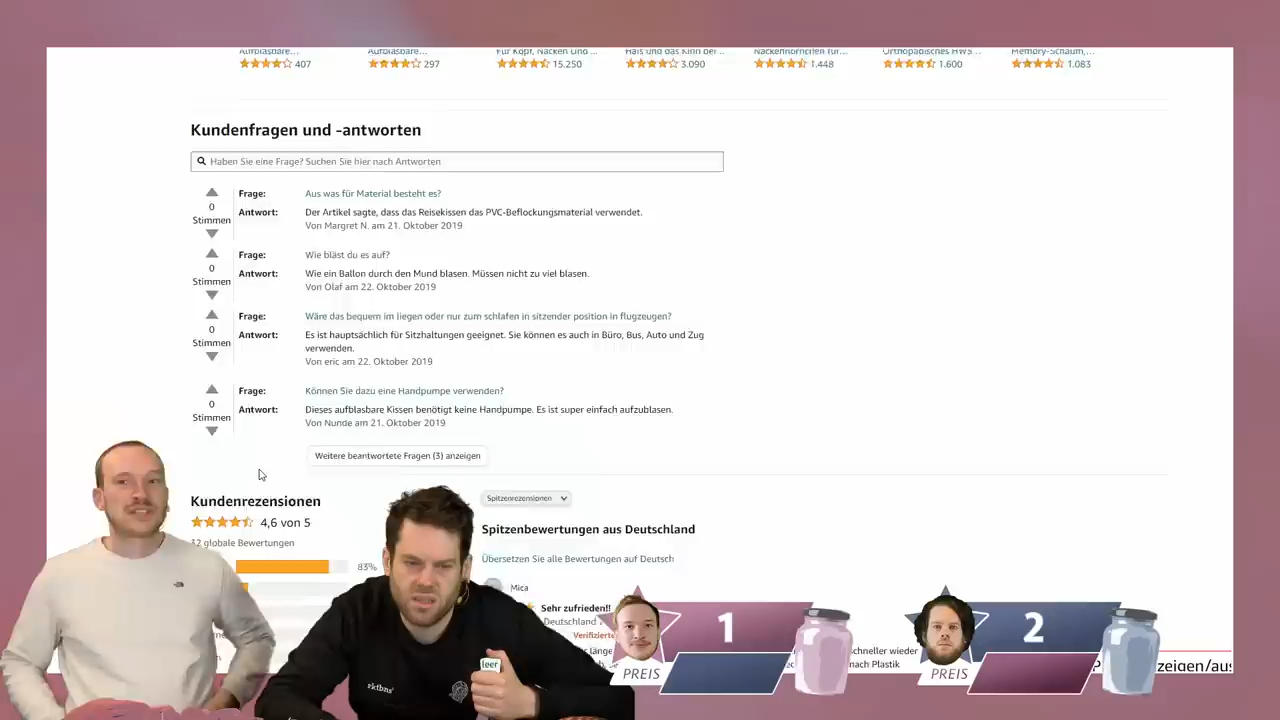 Aufblasbare... Aufblasbare... Für Kopf, Nacken und ... Hals und das Kinn bei ... Nackenhörnchen für... Orthopädisches HWS ... Memory-Schaum,...
407 297 15.250 3.090 1.448 1.600 1.083
Kundenfragen und -antworten
Haben Sie eine Frage? Suchen Sie hier nach Antworten
0
Stimmen
Frage: Aus was für Material besteht es?
Antwort: Der Artikel sagte, dass das Reisekissen das PVC-Beflockungsmaterial verwendet.
Von Margret N. am 21. Oktober 2019
0
Stimmen
Frage: Wie bläst du es auf?
Antwort: Wie ein Ballon durch den Mund blasen. Müssen nicht zu viel blasen.
Von Olaf am 22. Oktober 2019
0
Stimmen
Frage: Wäre das bequem im liegen oder nur zum schlafen in sitzender position in flugzeugen?
Antwort: Es ist hauptsächlich für Sitzhaltungen geeignet. Sie können es auch in Büro, Bus, Auto und Zug
verwenden.
Von eric am 22. Oktober 2019
0
Stimmen
Frage: Können Sie dazu eine Handpumpe verwenden?
Antwort: Dieses aufblasbare Kissen benötigt keine Handpumpe. Es ist super einfach aufzublasen.
Von Nunde am 21. Oktober 2019
Weitere beantwortete Fragen (3) anzeigen
Kundenrezensionen
4,6 von 5
32 globale Bewertungen
83%
Spitzenrezensionen
Spitzenbewertungen aus Deutschland
Übersetzen Sie alle Bewertungen auf Deutsch
Mica
Sehr zufrieden!!
Deutschland
Verifizierte
schneller wieder
nach Plastik
zeigen/aus
leer
rktbns
1
PREIS
2
PREIS